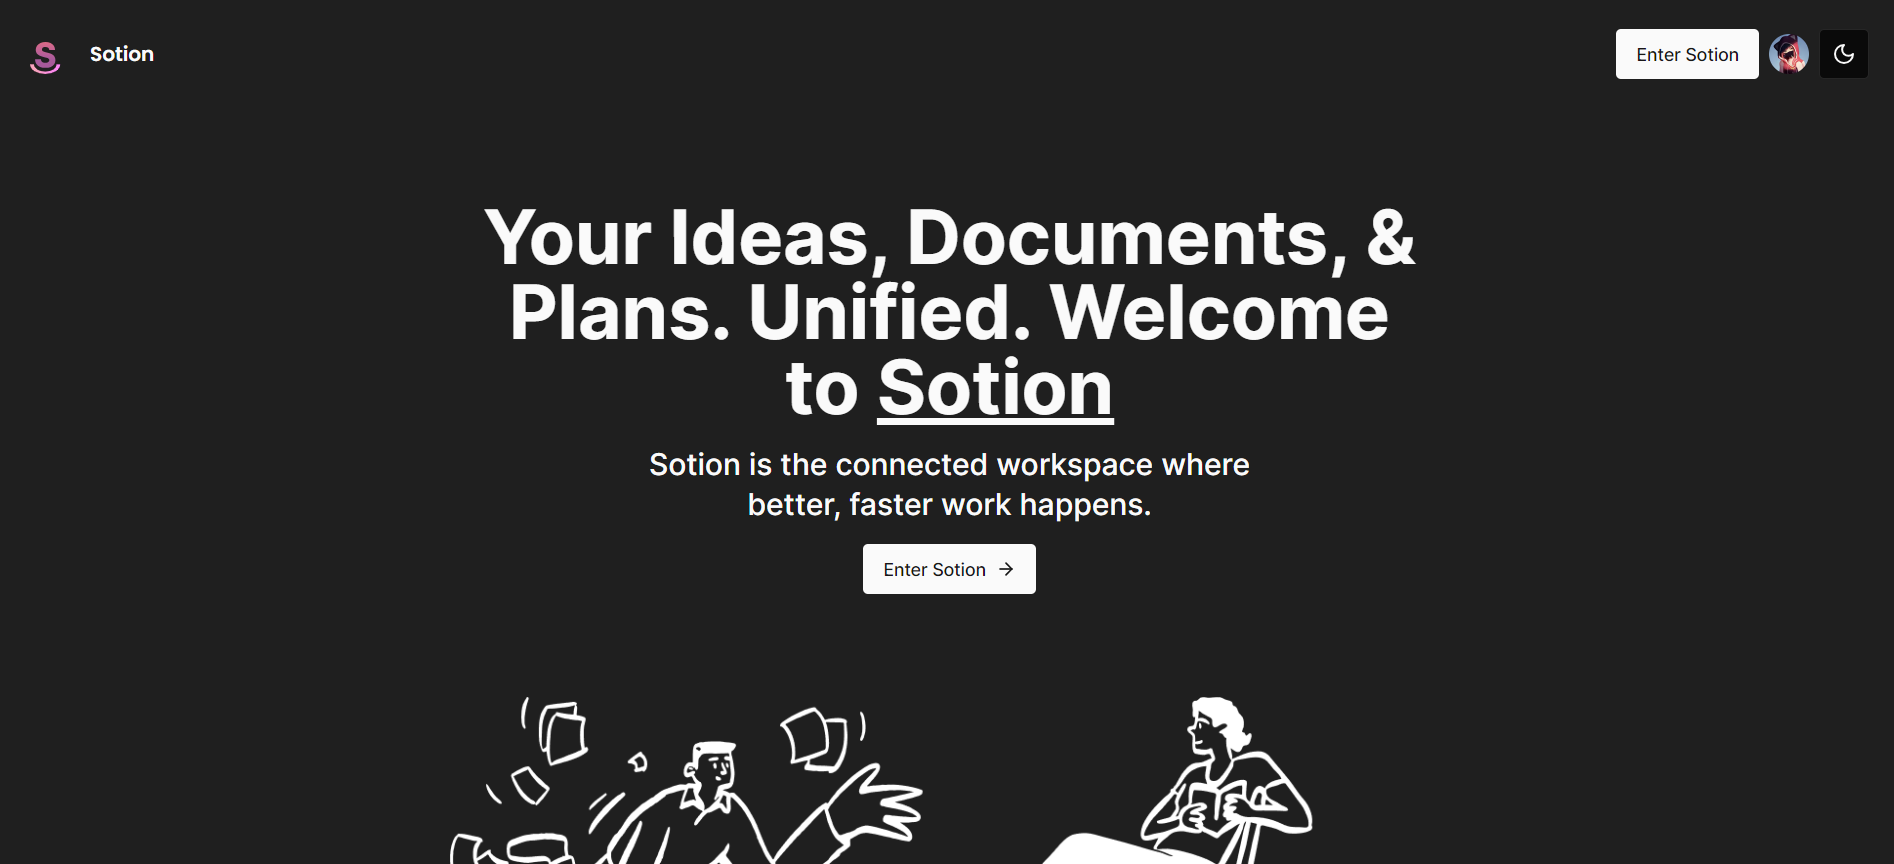 S
Sotion
Enter Sotion
Your Ideas, Documents, &
Plans. Unified. Welcome
to Sotion
Sotion is the connected workspace where
better, faster work happens.
Enter Sotion